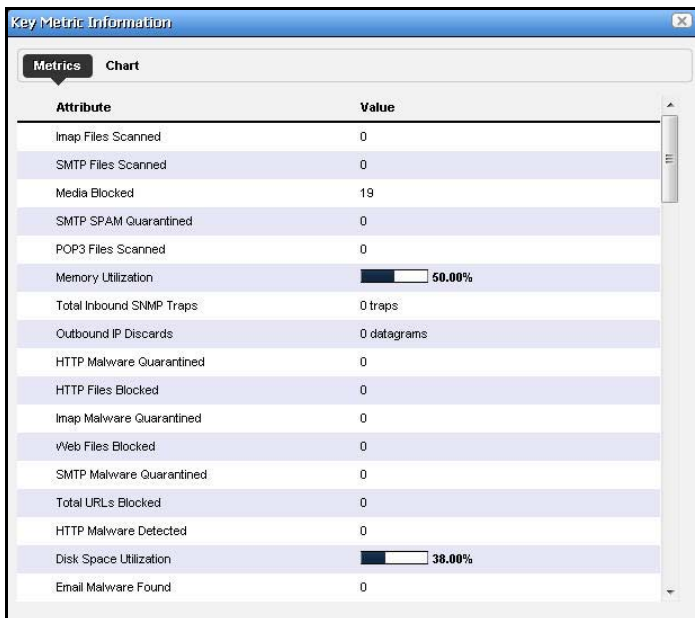 Key Metric Information
Metrics Chart
Attribute Value
Imap Files Scanned 0
SMTP Files Scanned 0
Media Blocked 19
SMTP SPAM Quarantined 0
POP3 Files Scanned 0
Memory Utilization 50.00%
Total Inbound SNMP Traps 0 traps
Outbound IP Discards 0 datagrams
HTTP Malware Quarantined 0
HTTP Files Blocked 0
Imap Malware Quarantined 0
Web Files Blocked 0
SMTP Malware Quarantined 0
Total URLs Blocked 0
HTTP Malware Detected 0
Disk Space Utilization 38.00%
Email Malware Found 0